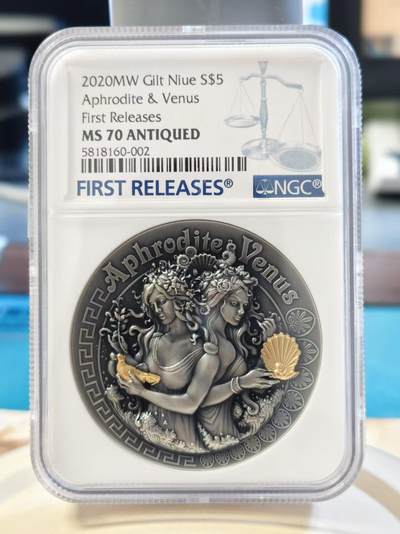 2020MW Gilt Niue S$5
Aphrodite & Venus
First Releases
MS 70 ANTIQUED
5818160-002
FIRST RELEASES®
NGC®
Aphrodite & Venus